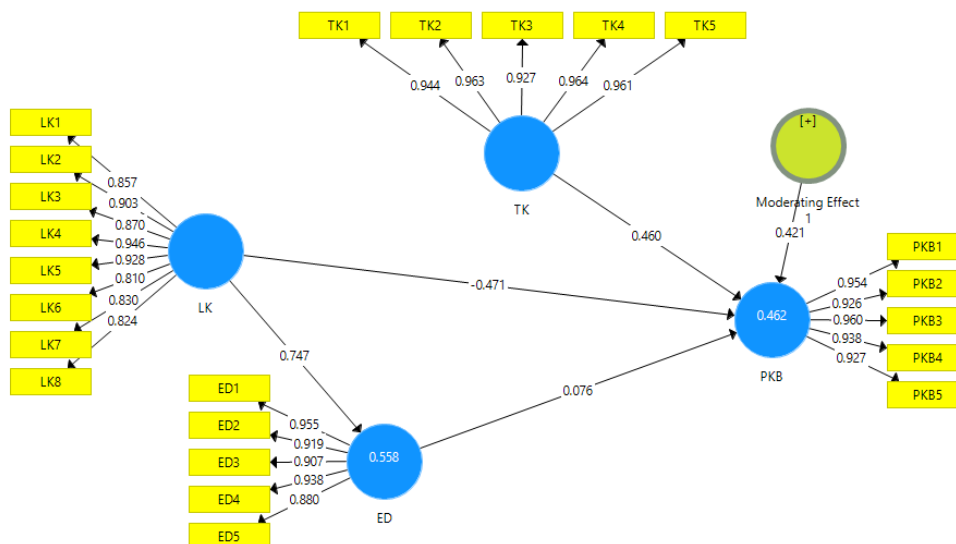 TK1
TK2
TK3
TK4
TK5
0.944
0.963
0.927
0.964
0.961
TK
[+]
Moderating Effect
1
0.421
0.460
LK1
LK2
LK3
LK4
LK5
LK6
LK7
LK8
0.857
0.903
0.870
0.946
0.928
0.810
0.830
0.824
LK
-0.471
0.747
0.076
PKB1
PKB2
PKB3
PKB4
PKB5
0.954
0.926
0.960
0.938
0.927
0.462
PKB
ED1
ED2
ED3
ED4
ED5
0.955
0.919
0.907
0.938
0.880
0.558
ED